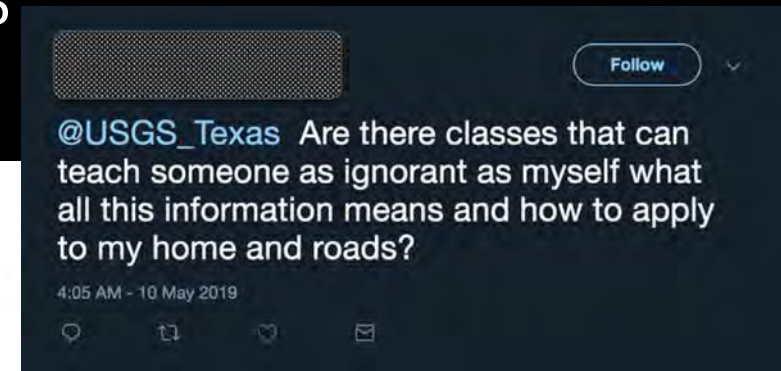 Follow
@USGS_Texas Are there classes that can
teach someone as ignorant as myself what
all this information means and how to apply
to my home and roads?
4:05 AM - 10 May 2019